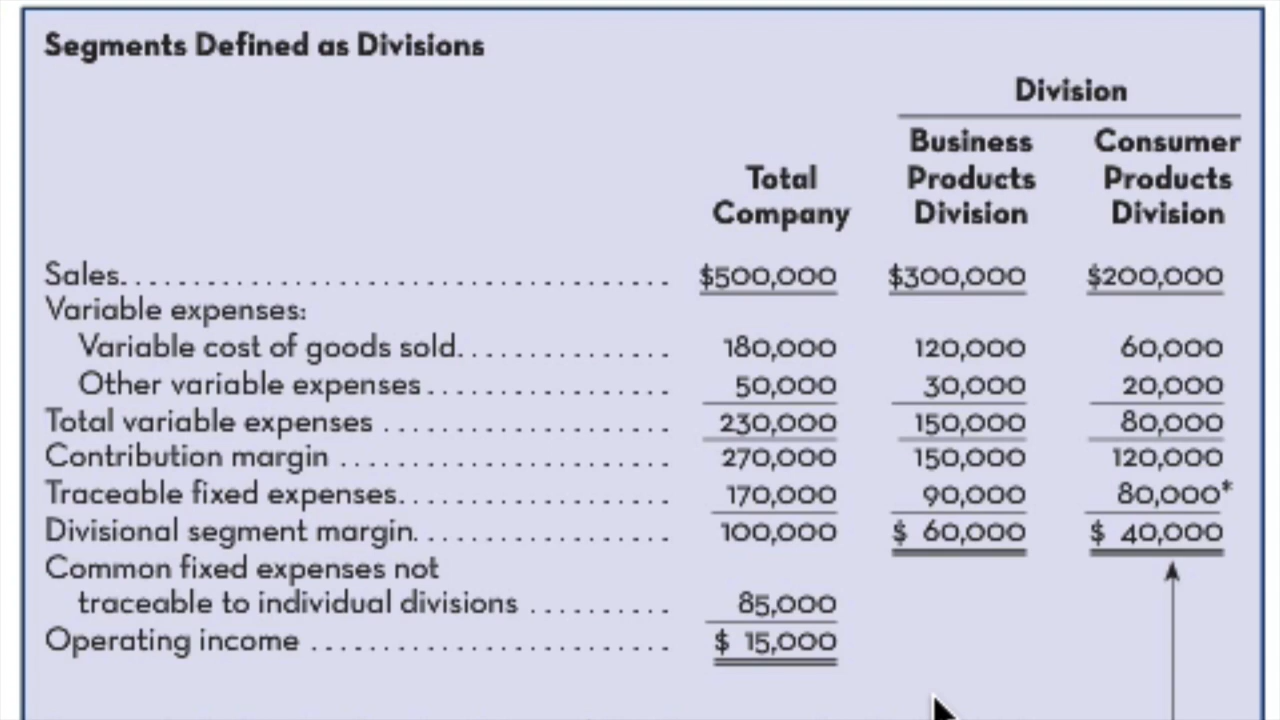 Segments Defined as Divisions
Division
Business Consumer
Total Products Products
Company Division Division
Sales. . . . . . . . . . . . . . . . . . . . . . . . . . . . . . . . . . . . . . $500,000 $300,000 $200,000
Variable expenses:
Variable cost of goods sold. . . . . . . . . . . . . . . 180,000 120,000 60,000
Other variable expenses . . . . . . . . . . . . . . . . . 50,000 30,000 20,000
Total variable expenses . . . . . . . . . . . . . . . . . . . . 230,000 150,000 80,000
Contribution margin . . . . . . . . . . . . . . . . . . . . . . . 270,000 150,000 120,000
Traceable fixed expenses. . . . . . . . . . . . . . . . . . . 170,000 90,000 80,000*
Divisional segment margin. . . . . . . . . . . . . . . . . . 100,000 $ 60,000 $ 40,000
Common fixed expenses not
traceable to individual divisions . . . . . . . . . . 85,000
Operating income . . . . . . . . . . . . . . . . . . . . . . . . . $ 15,000